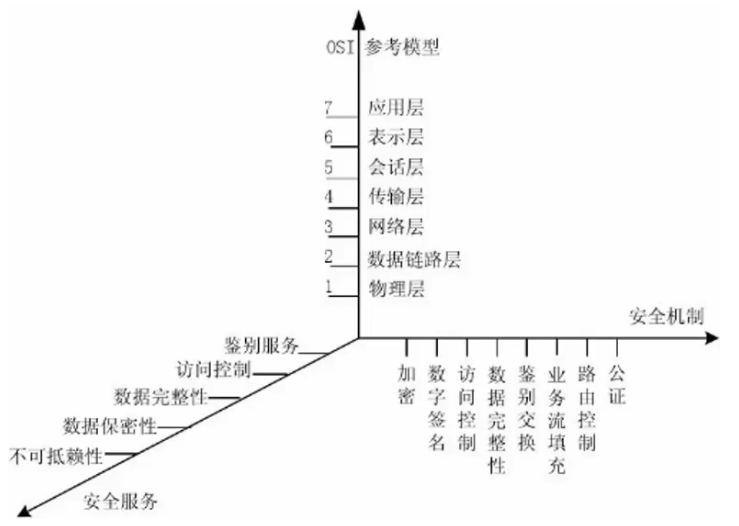 OSI 参考模型
7 应用层
6 表示层
5 会话层
4 传输层
3 网络层
2 数据链路层
1 物理层
安全机制
鉴别服务
访问控制
数据完整性
数据保密性
不可抵赖性
安全服务
加密
数字签名
访问控制
数据完整性
鉴别交换
业务流填充
路由控制
公证